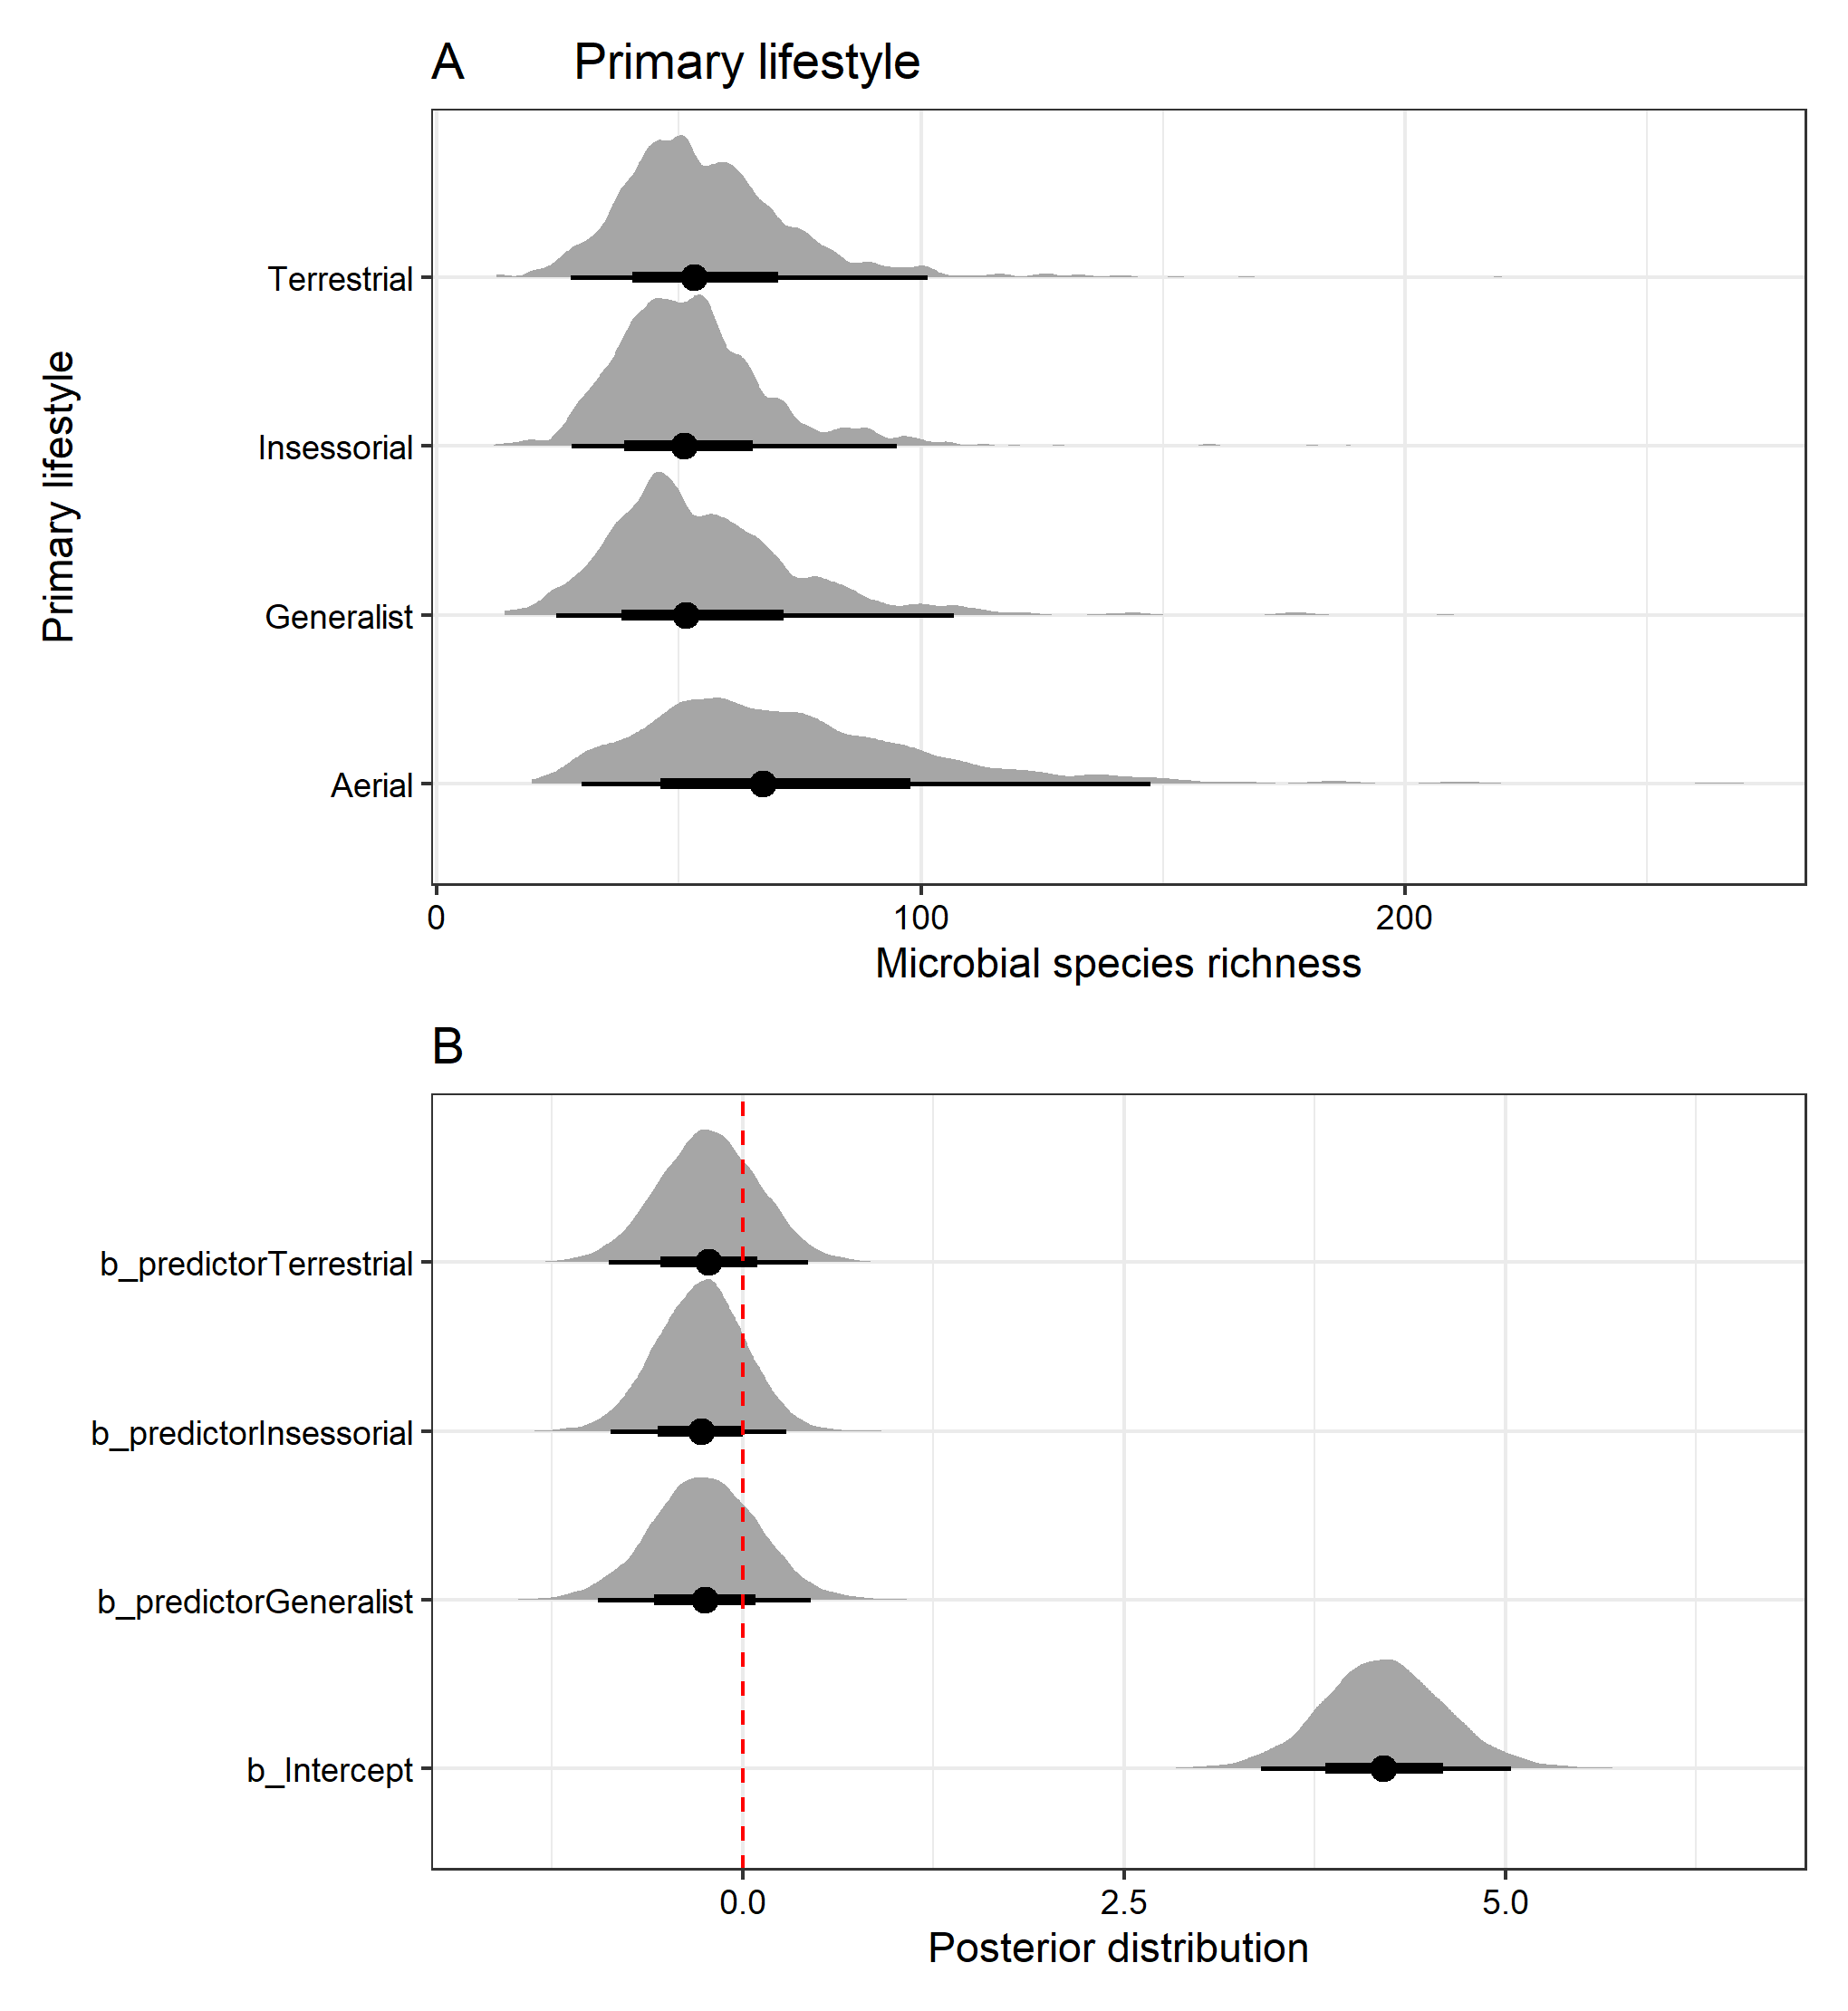 A Primary lifestyle
Primary lifestyle
Terrestrial
Insessorial
Generalist
Aerial
0 100 200
Microbial species richness
B
b_predictorTerrestrial
b_predictorInsessorial
b_predictorGeneralist
b_Intercept
0.0 2.5 5.0
Posterior distribution